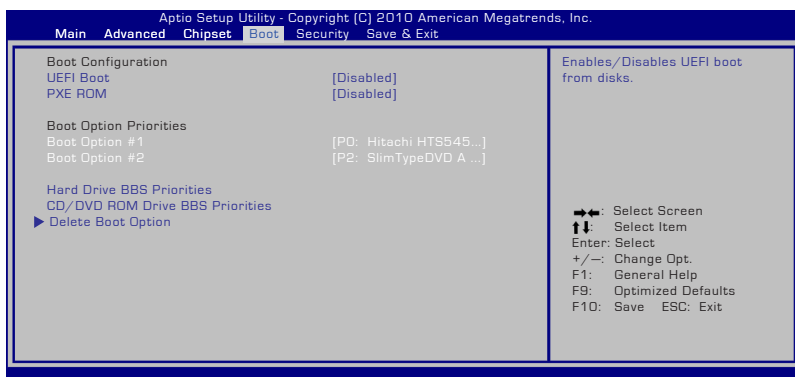 Aptio Setup Utility - Copyright (C) 2010 American Megatrends, Inc.
Main Advanced Chipset Boot Security Save & Exit
Boot Configuration
UEFI Boot [Disabled]
PXE ROM [Disabled]
Boot Option Priorities
Boot Option #1 [P0: Hitachi HTS545...]
Boot Option #2 [P2: SlimTypeDVD A ...]
Hard Drive BBS Priorities
CD/DVD ROM Drive BBS Priorities
Delete Boot Option
Enables/Disables UEFI boot
from disks.
→←: Select Screen
↑↓: Select Item
Enter: Select
+/—: Change Opt.
F1: General Help
F9: Optimized Defaults
F10: Save ESC: Exit